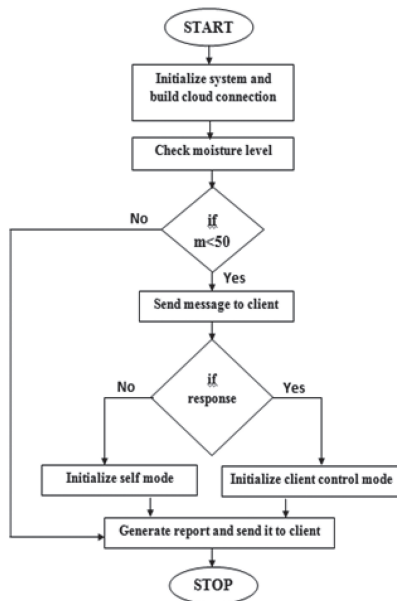 START
Initialize system and
build cloud connection
Check moisture level
No
if
m<50
Yes
Send message to client
No
if
response
Yes
Initialize self mode
Initialize client control mode
Generate report and send it to client
STOP